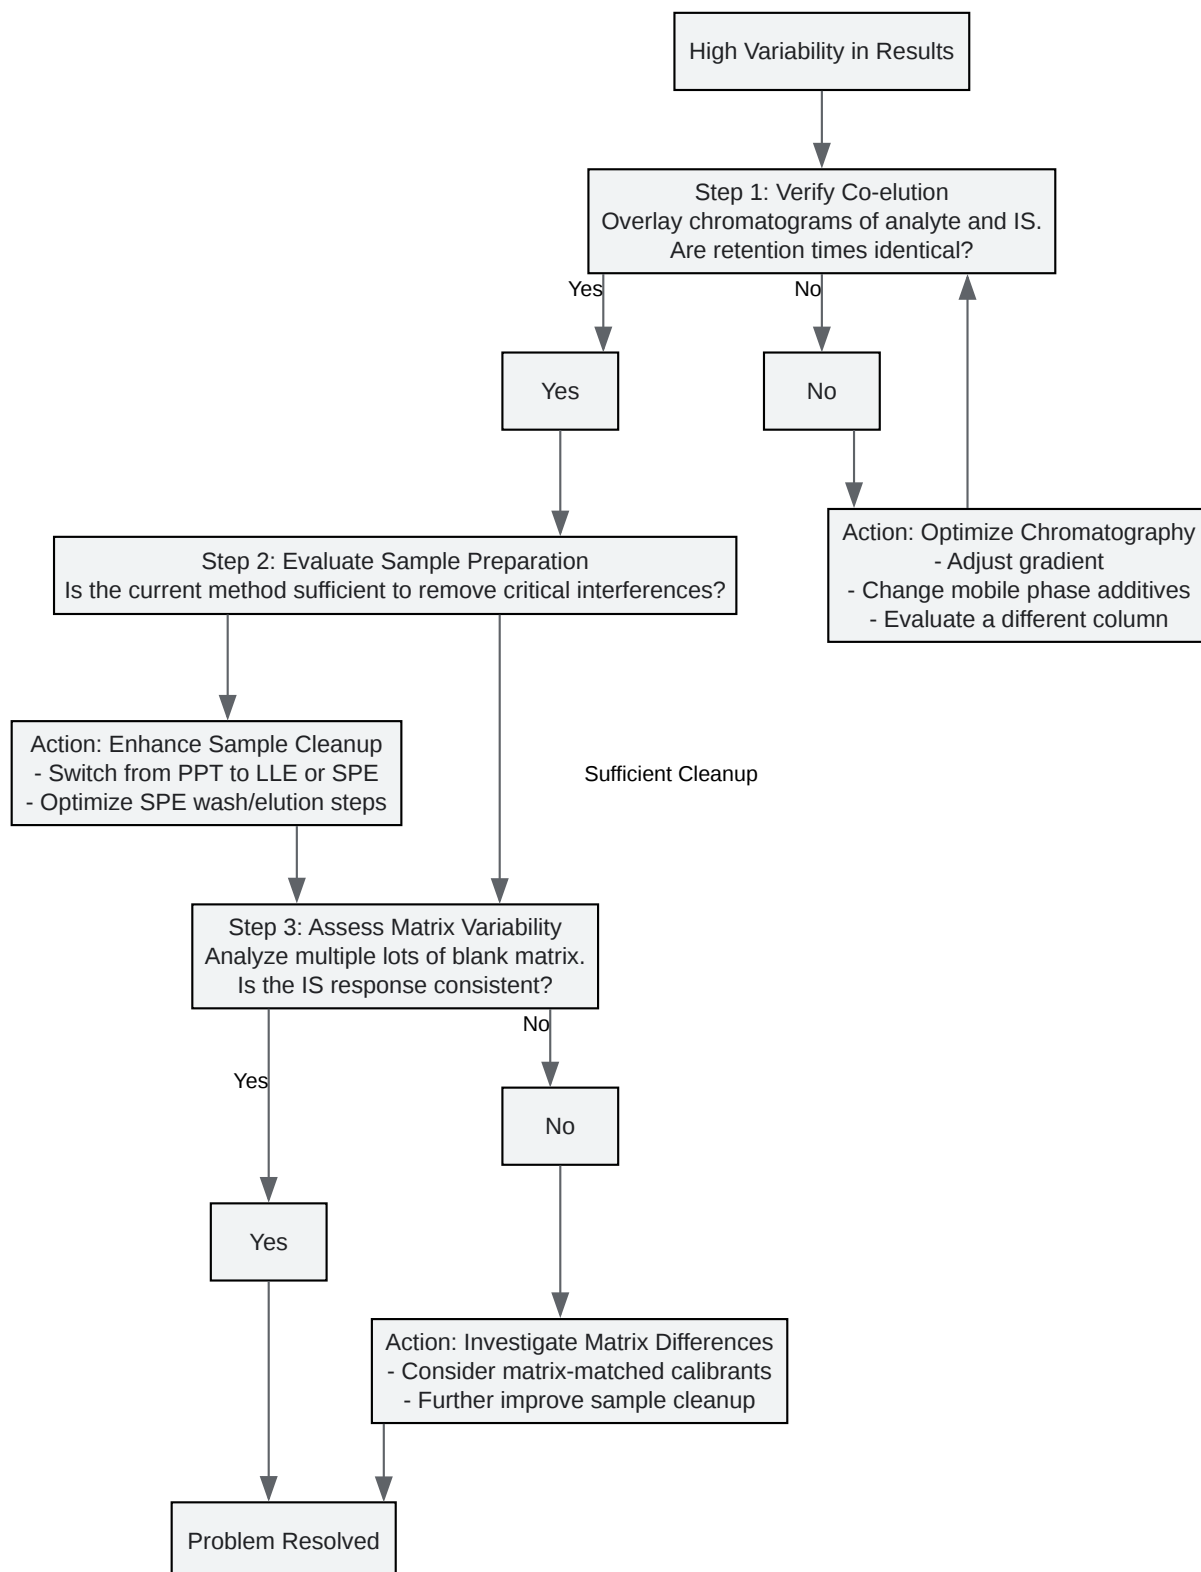 High Variability in Results
Step 1: Verify Co-elution
Overlay chromatograms of analyte and IS.
Are retention times identical?
Yes
No
Yes
No
Action: Optimize Chromatography
- Adjust gradient
- Change mobile phase additives
- Evaluate a different column
Step 2: Evaluate Sample Preparation
Is the current method sufficient to remove critical interferences?
Action: Enhance Sample Cleanup
- Switch from PPT to LLE or SPE
- Optimize SPE wash/elution steps
Sufficient Cleanup
Step 3: Assess Matrix Variability
Analyze multiple lots of blank matrix.
Is the IS response consistent?
No
Yes
No
Yes
Action: Investigate Matrix Differences
- Consider matrix-matched calibrants
- Further improve sample cleanup
Problem Resolved